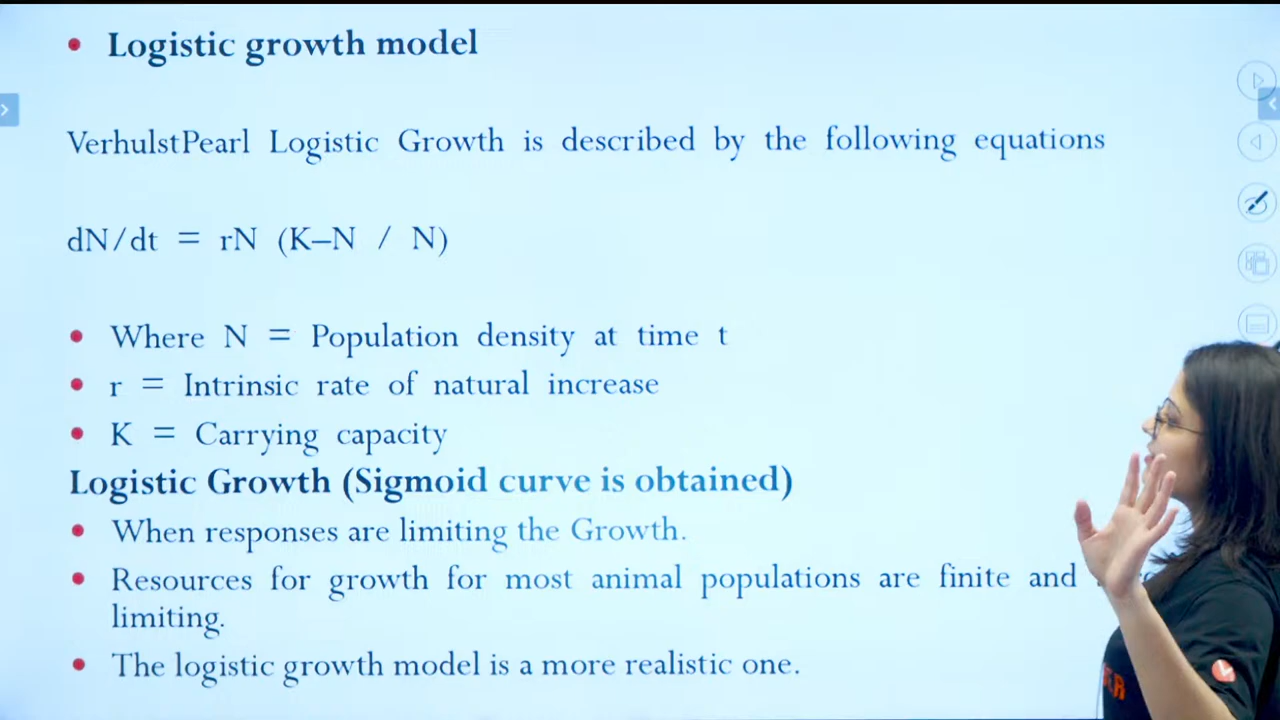 Logistic growth model
VerhulstPearl Logistic Growth is described by the following equations
dN/dt = rN (K–N / N)
Where N = Population density at time t
r = Intrinsic rate of natural increase
K = Carrying capacity
Logistic Growth (Sigmoid curve is obtained)
When responses are limiting the Growth.
Resources for growth for most animal populations are finite and
limiting.
The logistic growth model is a more realistic one.